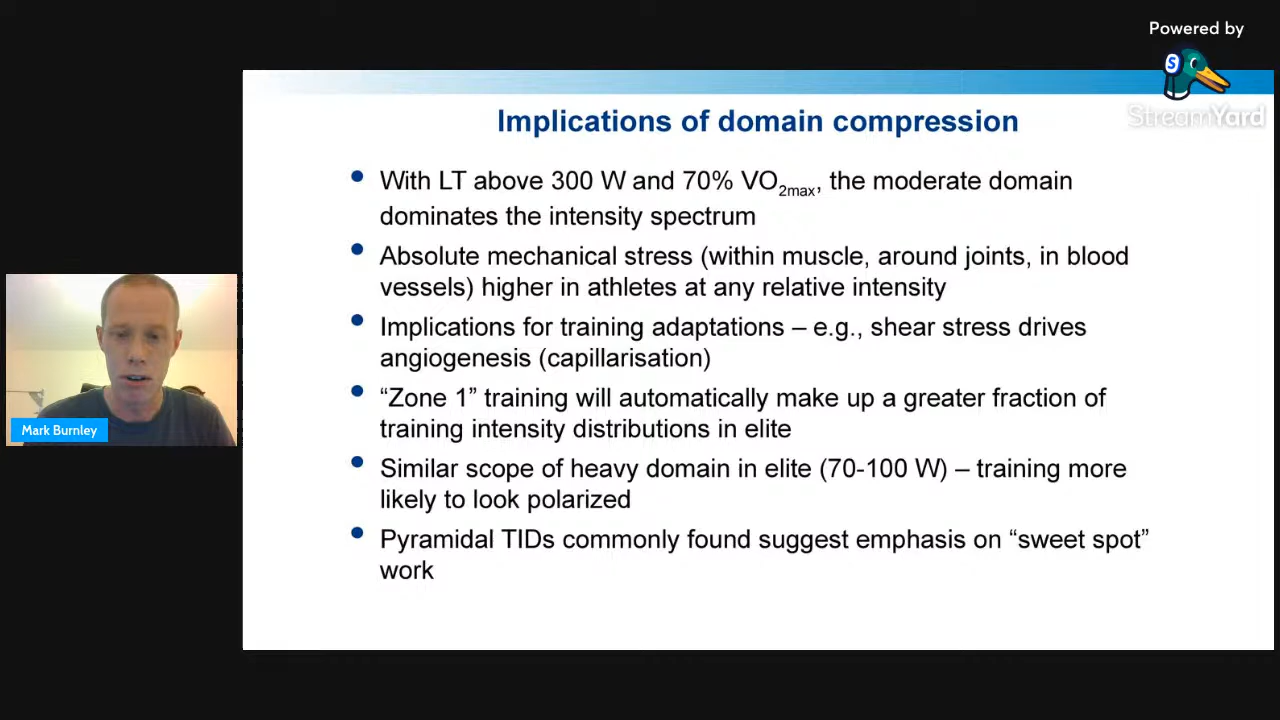 Powered by
S
StreamYard
Implications of domain compression
With LT above 300 W and 70% VO2max, the moderate domain
dominates the intensity spectrum
Absolute mechanical stress (within muscle, around joints, in blood
vessels) higher in athletes at any relative intensity
Implications for training adaptations – e.g., shear stress drives
angiogenesis (capillarisation)
“Zone 1” training will automatically make up a greater fraction of
training intensity distributions in elite
Similar scope of heavy domain in elite (70-100 W) – training more
likely to look polarized
Pyramidal TIDs commonly found suggest emphasis on “sweet spot”
work
Mark Burnley